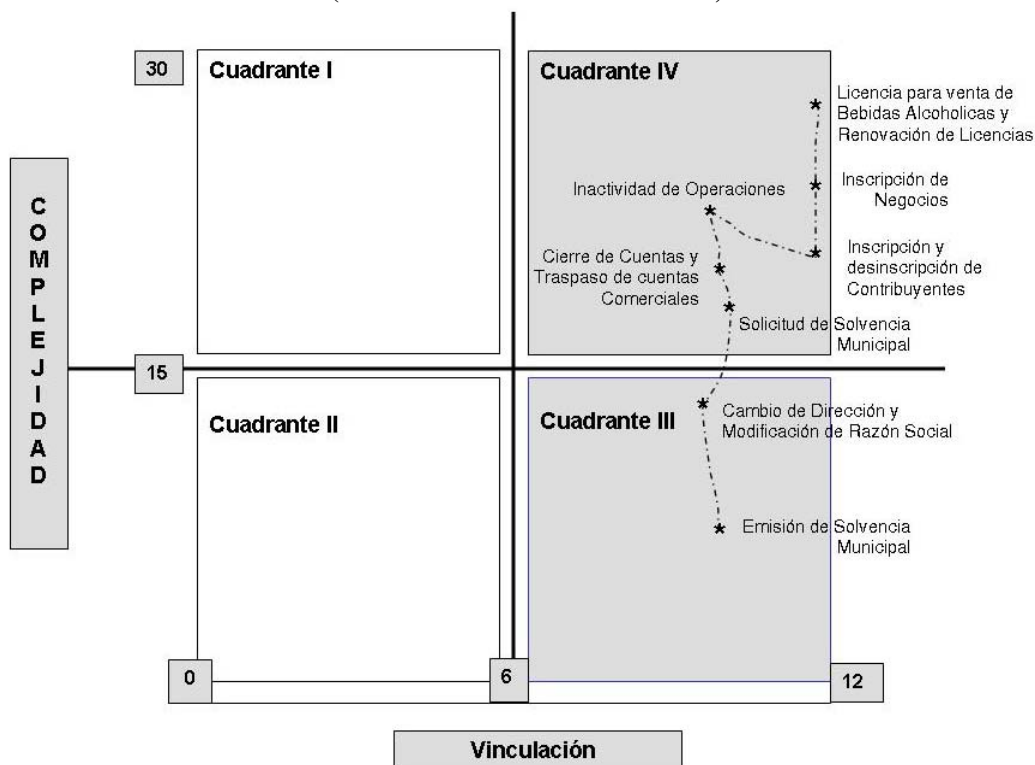 30
Cuadrante I
Cuadrante IV
Licencia para venta de
Bebidas Alcoholicas y
Renovación de Licencias
Inactividad de Operaciones
Inscripción de
Negocios
Cierre de Cuentas y
Traspaso de cuentas
Comerciales
Inscripción y
desinscripción de
Contribuyentes
Solicitud de Solvencia
Municipal
COMPLEJIDAD
15
Cuadrante II
Cuadrante III
Cambio de Dirección y
Modificación de Razón Social
Emisión de Solvencia
Municipal
0
6
12
Vinculación